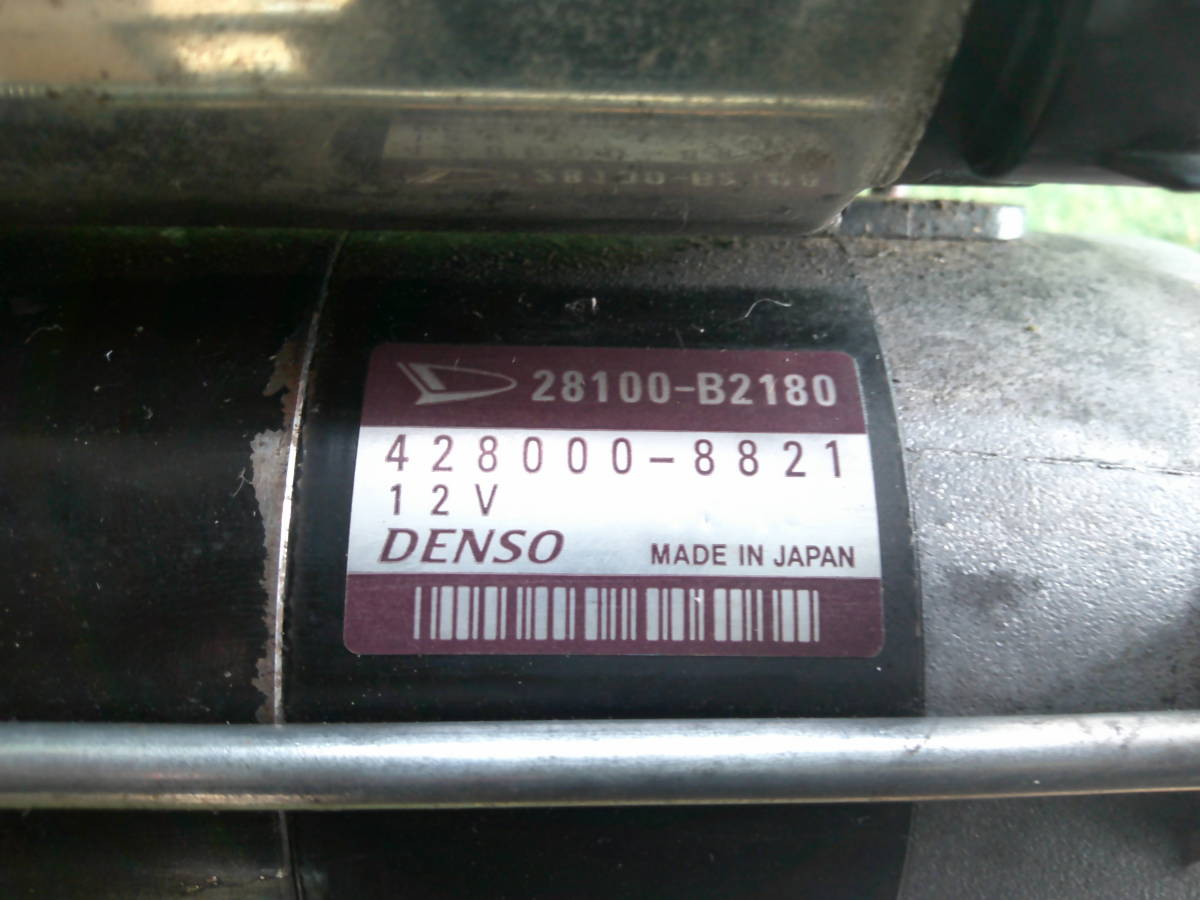 28100-B2180
428000-8821
12V
DENSO
MADE IN JAPAN